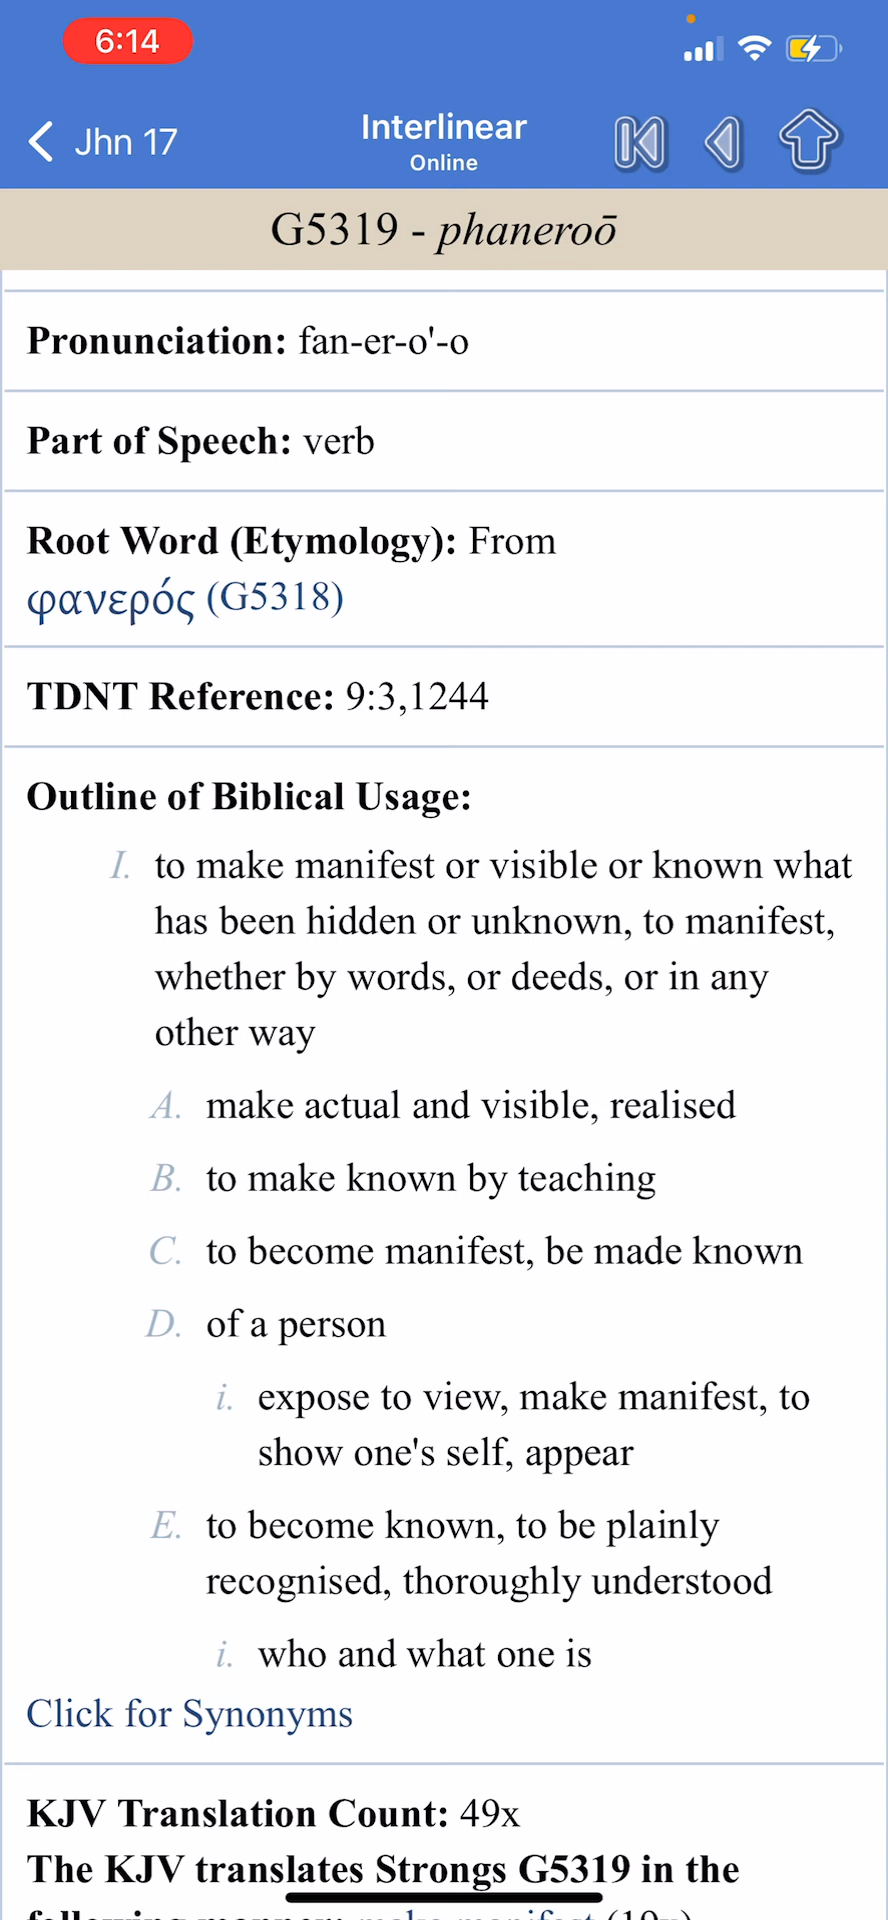 6:14
Jhn 17
Interlinear
Online
G5319 - phaneroō
Pronunciation: fan-er-o'-o
Part of Speech: verb
Root Word (Etymology): From
φανερός (G5318)
TDNT Reference: 9:3,1244
Outline of Biblical Usage:
I. to make manifest or visible or known what
has been hidden or unknown, to manifest,
whether by words, or deeds, or in any
other way
A. make actual and visible, realised
B. to make known by teaching
C. to become manifest, be made known
D. of a person
i. expose to view, make manifest, to
show one's self, appear
E. to become known, to be plainly
recognised, thoroughly understood
i. who and what one is
Click for Synonyms
KJV Translation Count: 49x
The KJV translates Strongs G5319 in the
following manner: make manifest (19x)